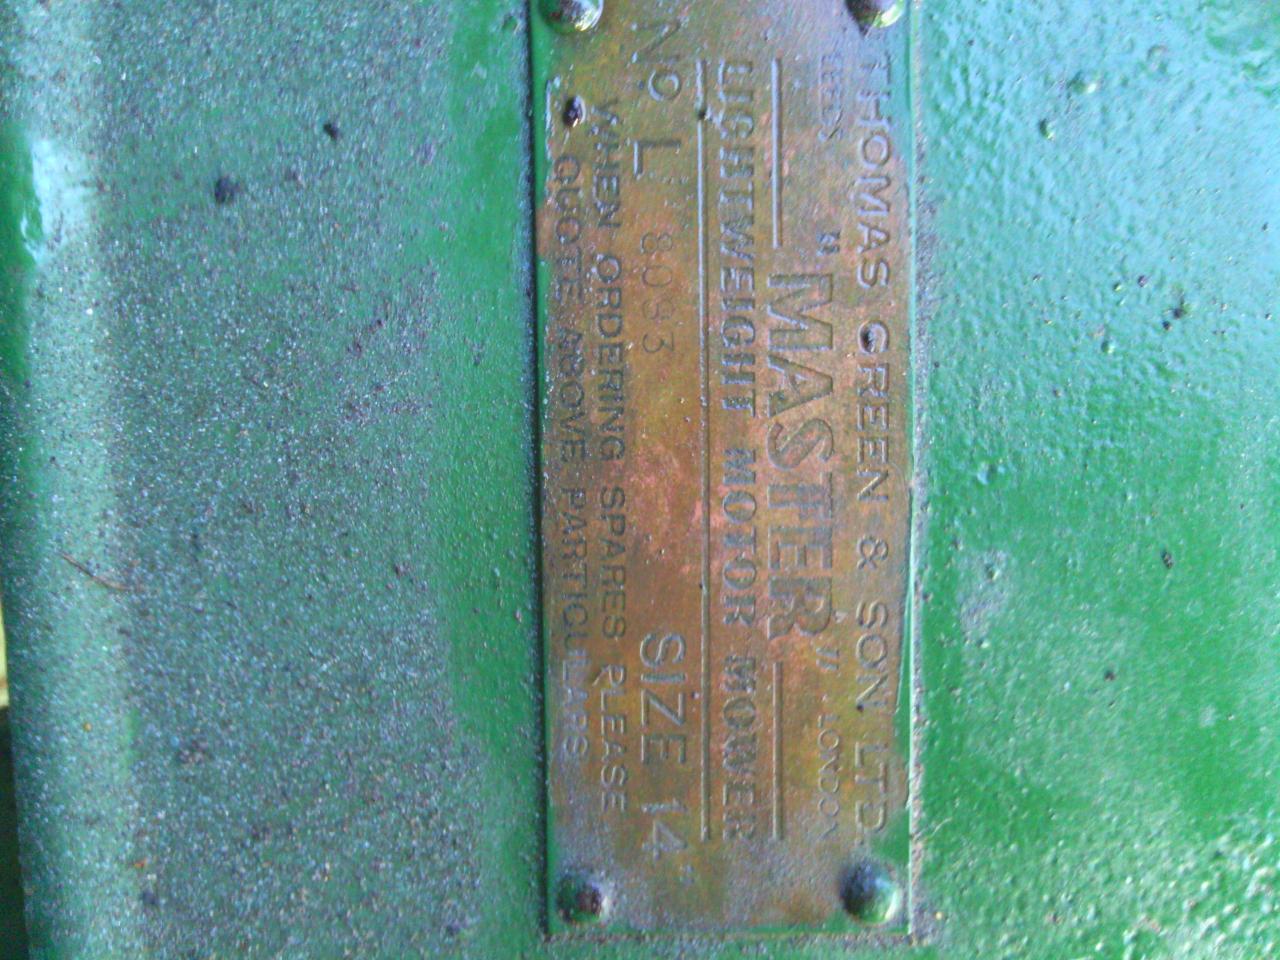 THOMAS GREEN & SON LTD.
LEEDS "MASTER" LONDON
LIGHTWEIGHT MOTOR MOWER
No L 8093 SIZE 14
WHEN ORDERING SPARES PLEASE
QUOTE ABOVE PARTICULARS